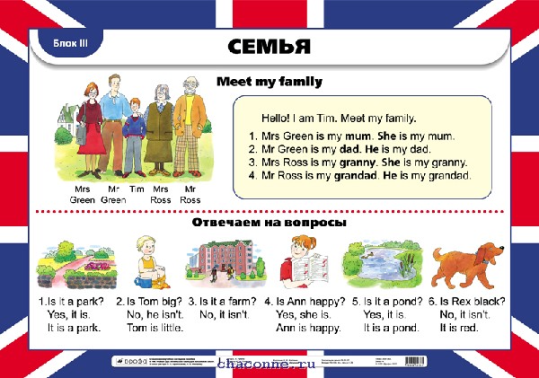 Блок III
СЕМЬЯ
Meet my family
Hello! I am Tim. Meet my family.
1. Mrs Green is my mum. She is my mum.
2. Mr Green is my dad. He is my dad.
3. Mrs Ross is my granny. She is my granny.
4. Mr Ross is my grandad. He is my grandad.
Mrs Green
Mr Green
Tim
Mrs Ross
Mr Ross
Отвечаем на вопросы
1.Is it a park?
Yes, it is.
It is a park.
2. Is Tom big?
No, he isn't.
Tom is little.
3. Is it a farm?
No, it isn't.
4. Is Ann happy?
Yes, she is.
Ann is happy.
5. Is it a pond?
Yes, it is.
It is a pond.
6. Is Rex black?
No, it isn't.
It is red.
chaconne.ru